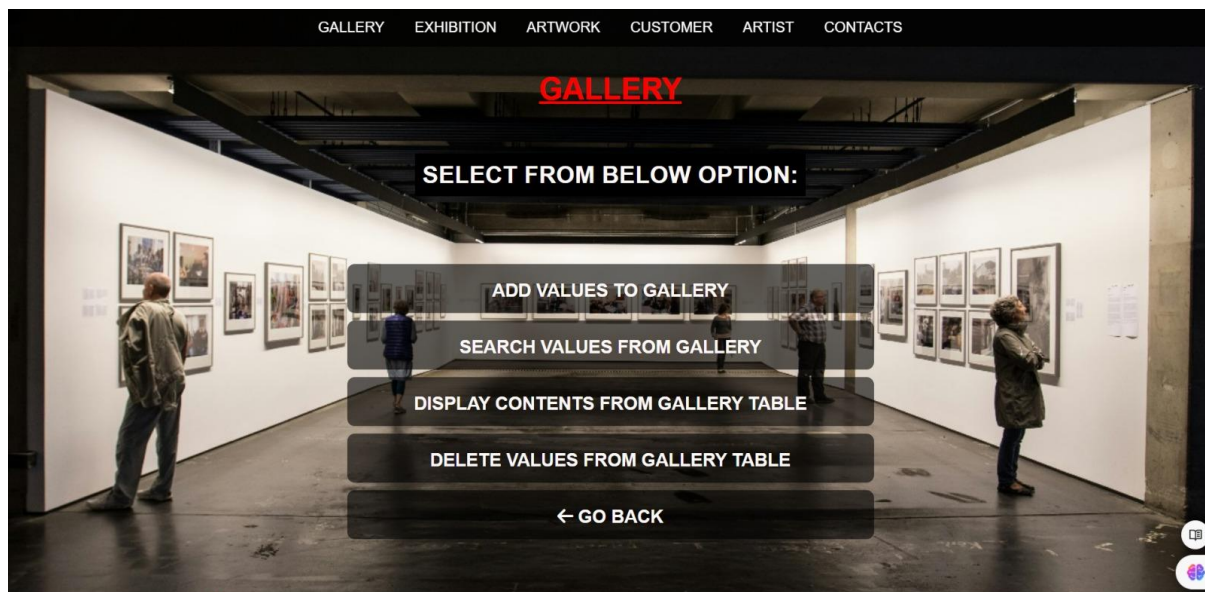 GALLERY EXHIBITION ARTWORK CUSTOMER ARTIST CONTACTS
GALLERY
SELECT FROM BELOW OPTION:
ADD VALUES TO GALLERY
SEARCH VALUES FROM GALLERY
DISPLAY CONTENTS FROM GALLERY TABLE
DELETE VALUES FROM GALLERY TABLE
← GO BACK